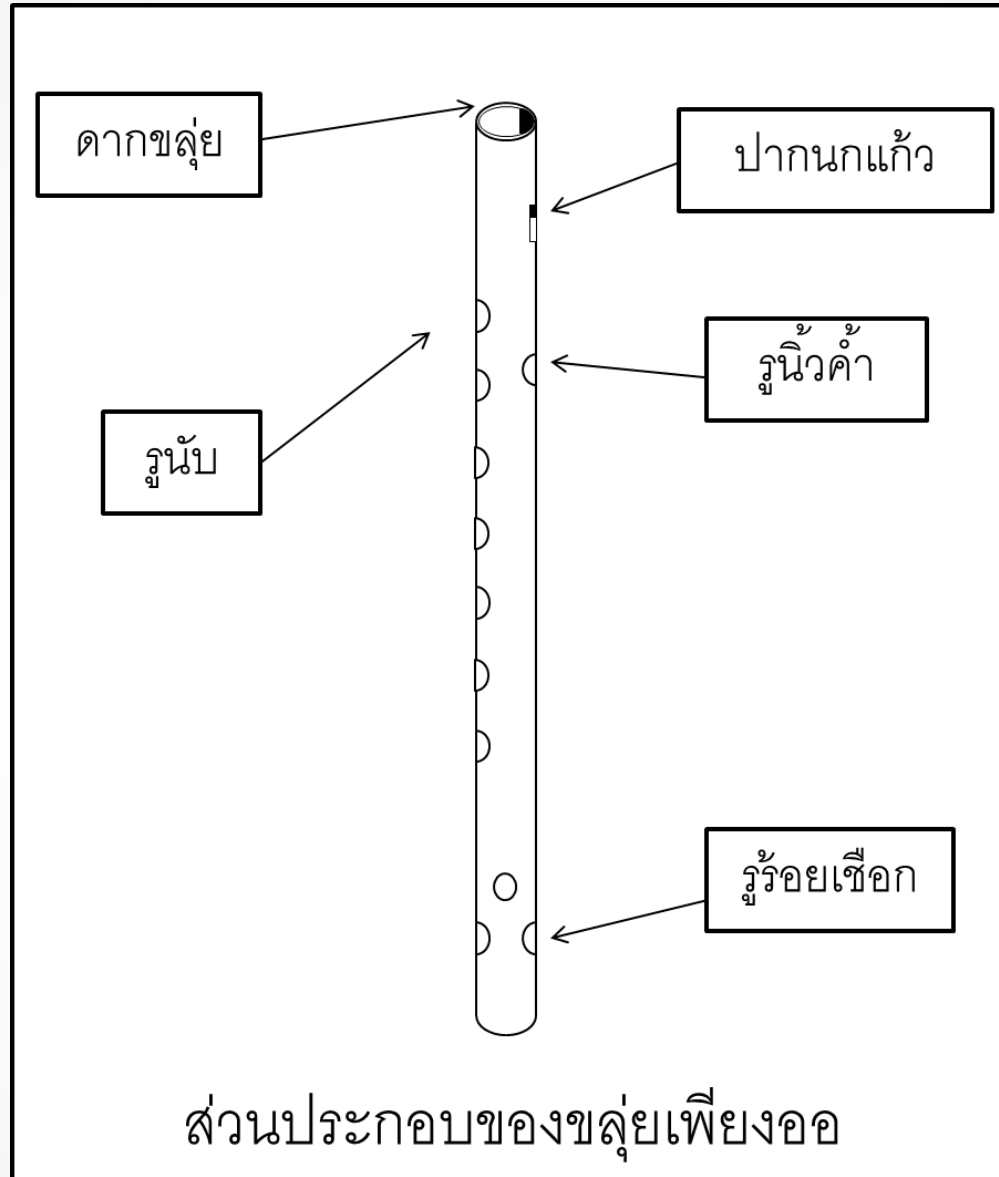 ดากขลุ่ย
ปากนกแก้ว
รูนิ้วค้ำ
รูนับ
รูร้อยเชือก
ส่วนประกอบของขลุ่ยเพียงออ